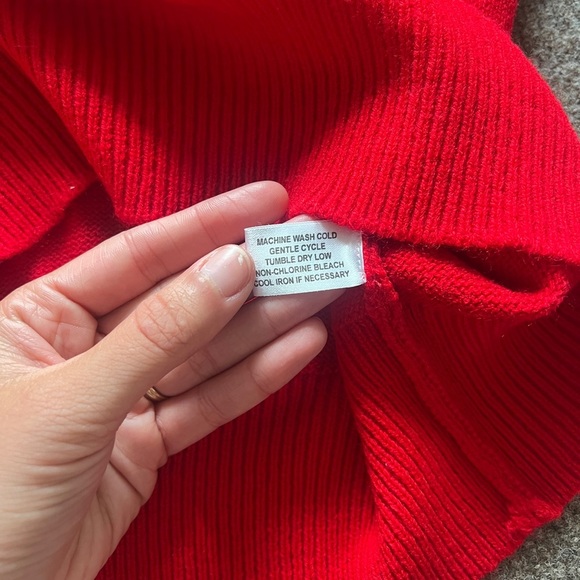 MACHINE WASH COLD
GENTLE CYCLE
TUMBLE DRY LOW
NON-CHLORINE BLEACH
COOL IRON IF NECESSARY